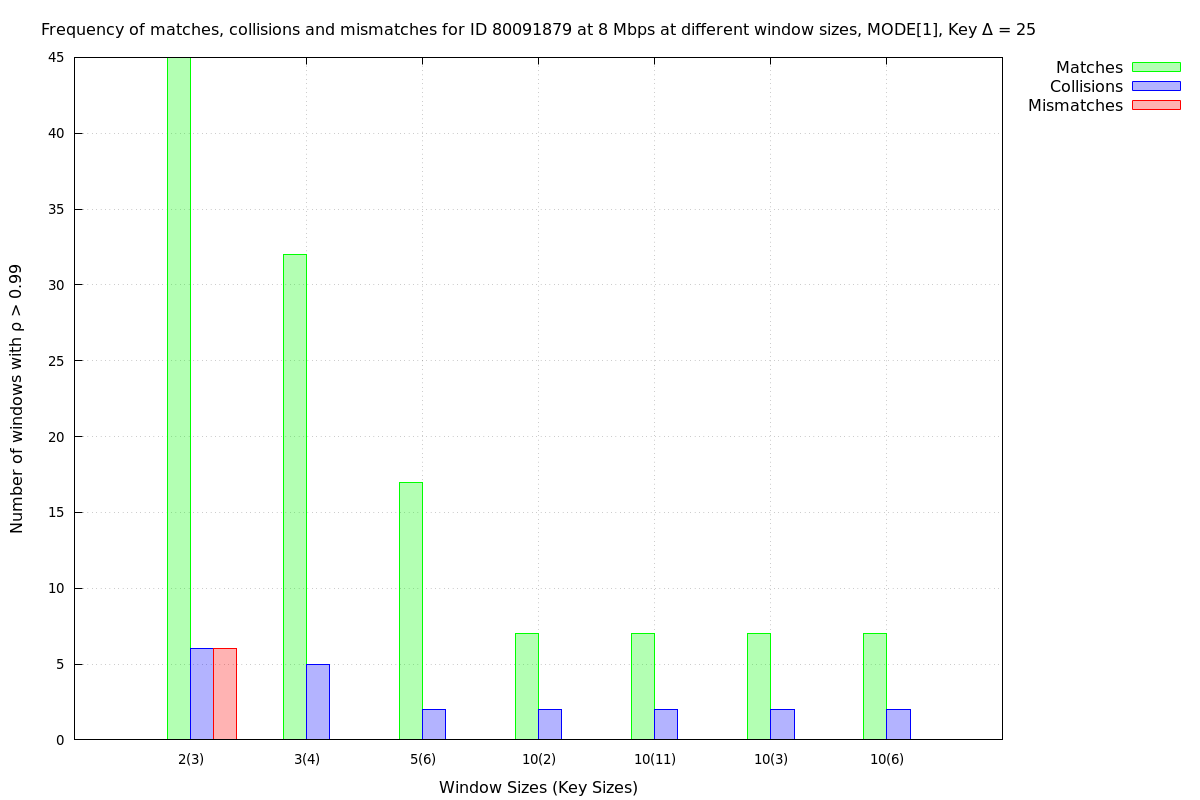 Frequency of matches, collisions and mismatches for ID 80091879 at 8 Mbps at different window sizes, MODE[1], Key Δ = 25
Matches
Collisions
Mismatches
Number of windows with ρ > 0.99
45
40
35
30
25
20
15
10
5
0
2(3) 3(4) 5(6) 10(2) 10(11) 10(3) 10(6)
Window Sizes (Key Sizes)